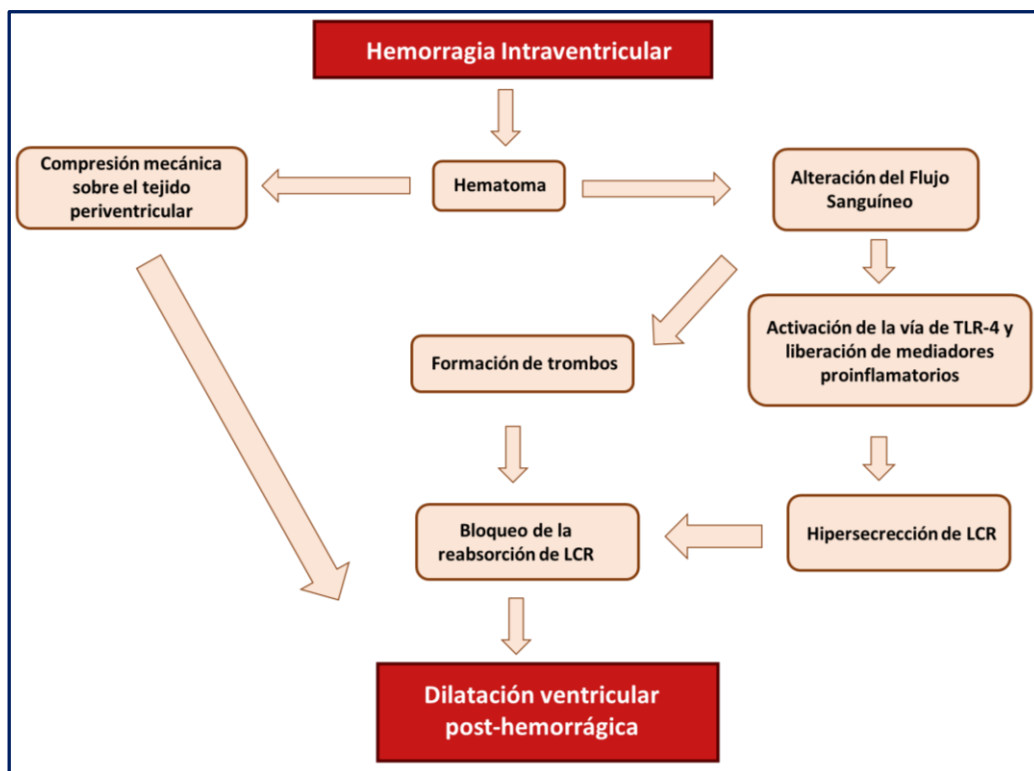 Hemorragia Intraventricular
Compresión mecánica
sobre el tejido
periventricular
Hematoma
Alteración del Flujo
Sanguíneo
Formación de trombos
Activación de la vía de TLR-4 y
liberación de mediadores
proinflamatorios
Bloqueo de la
reabsorción de LCR
Hipersecrección de LCR
Dilatación ventricular
post-hemorrágica